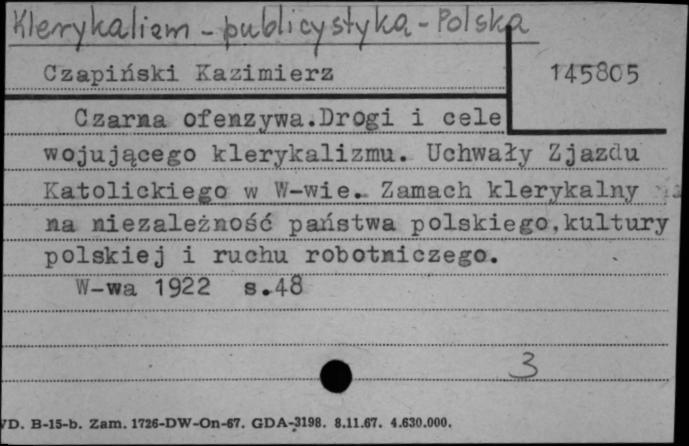 Klerykalizm - publicystyka - Polska
Czapiński Kazimierz
145805
Czarna ofenzywa.Drogi i cele
wojującego klerykalizmu. Uchwały Zjazdu
Katolickiego w W-wie. Zamach klerykalny
na niezależność państwa polskiego,kultury
polskiej i ruchu robotniczego.
W-wa 1922 s.48
3
VD. B-15-b. Zam. 1726-DW-On-67. GDA-3198. 8.11.67. 4.630.000.